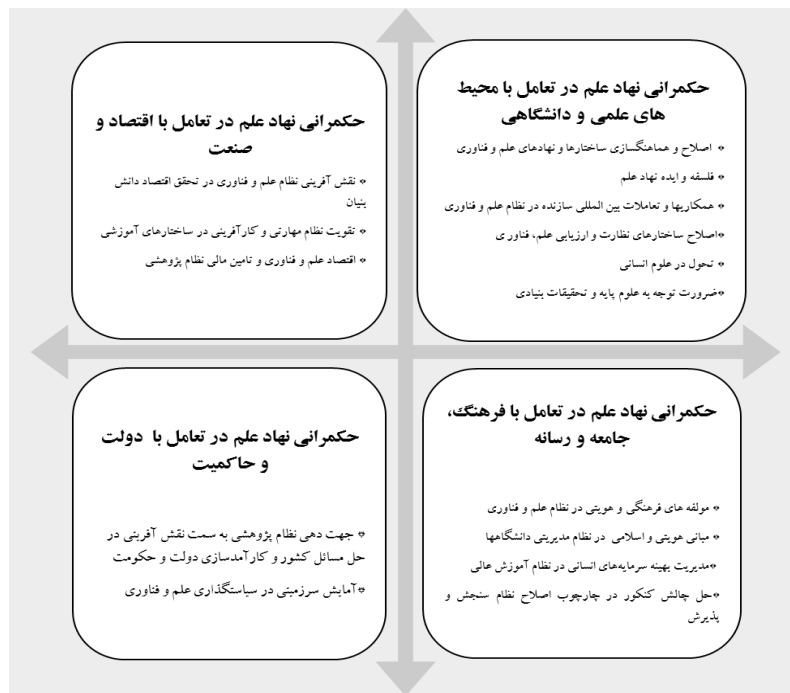 حکمرانی نهاد علم در تعامل با محیط
های علمی و دانشگاهی
اصلاح و هماهنگسازی ساختارها و نهادهای علم و فناوری
فلسفه و ایده نهاد علم
همکاریها و تعاملات بین المللی سازنده در نظام علم و فناوری
اصلاح ساختارهای نظارت و ارزیابی علم، فناور ی
تحول در علوم انسانی
ضرورت توجه به علوم پایه و تحقیقات بنیادی
حکمرانی نهاد علم در تعامل با اقتصاد و
صنعت
نقش آفرینی نظام علم و فناوری در تحقق اقتصاد دانش
بنیان
تقویت نظام مهارتی و کارآفرینی در ساختارهای آموزشی
اقتصاد علم و فناوری و تامین مالی نظام پژوهشی
حکمرانی نهاد علم در تعامل با فرهنگ،
جامعه و رسانه
مولفه های فرهنگی و هویتی در نظام علم و فناوری
مبانی هویتی و اسلامی در نظام مدیریتی دانشگاهها
مدیریت بهینه سرمایه‌های انسانی در نظام آموزش عالی
حل چالش کنکور در چارچوب اصلاح نظام سنجش و
پذیرش
حکمرانی نهاد علم در تعامل با دولت
و حاکمیت
جهت دهی نظام پژوهشی به سمت نقش آفرینی در
حل مسائل کشور و کارآمدسازی دولت و حکومت
آمایش سرزمینی در سیاستگذاری علم و فناوری